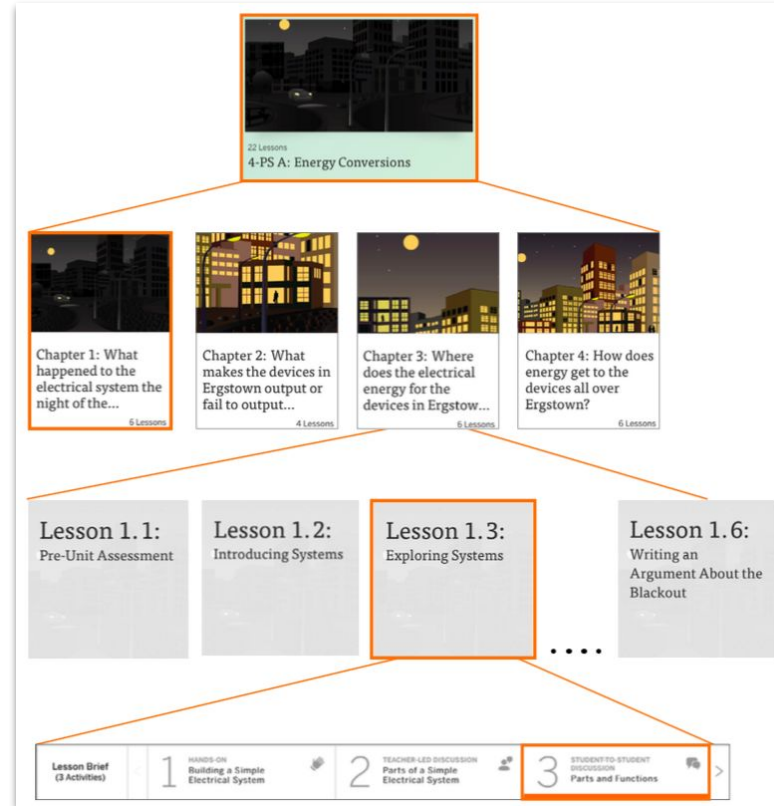 22 Lessons
4-PS A: Energy Conversions
Chapter 1: What
happened to the
electrical system the
night of the...
6 Lessons
Chapter 2: What
makes the devices in
Ergstown output or
fail to output...
4 Lessons
Chapter 3: Where
does the electrical
energy for the
devices in Ergstow...
6 Lessons
Chapter 4: How does
energy get to the
devices all over
Ergstown?
6 Lessons
Lesson 1.1:
Pre-Unit Assessment
Lesson 1.2:
Introducing Systems
Lesson 1.3:
Exploring Systems
....
Lesson 1.6:
Writing an
Argument About the
Blackout
Lesson Brief
(3 Activities)
1
HANDS-ON
Building a Simple
Electrical System
2
TEACHER-LED DISCUSSION
Parts of a Simple
Electrical System
3
STUDENT-TO-STUDENT
DISCUSSION
Parts and Functions